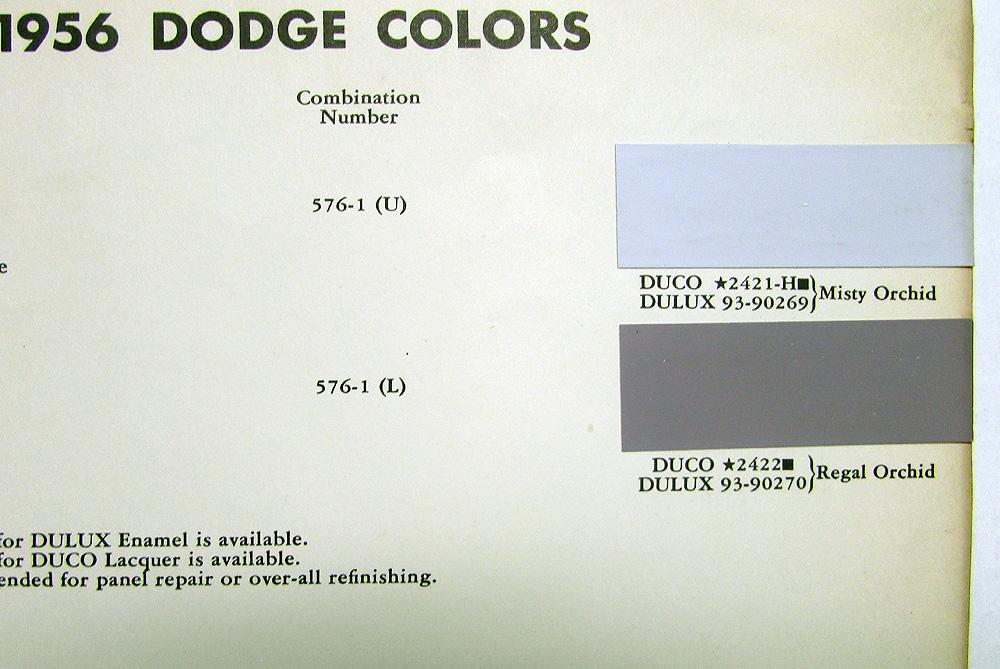 1956 DODGE COLORS
Combination
Number
576-1 (U)
e
DUCO ★2421-H■
DULUX 93-90269
} Misty Orchid
576-1 (L)
DUCO ★2422■
DULUX 93-90270
} Regal Orchid
for DULUX Enamel is available.
for DUCO Lacquer is available.
ended for panel repair or over-all refinishing.